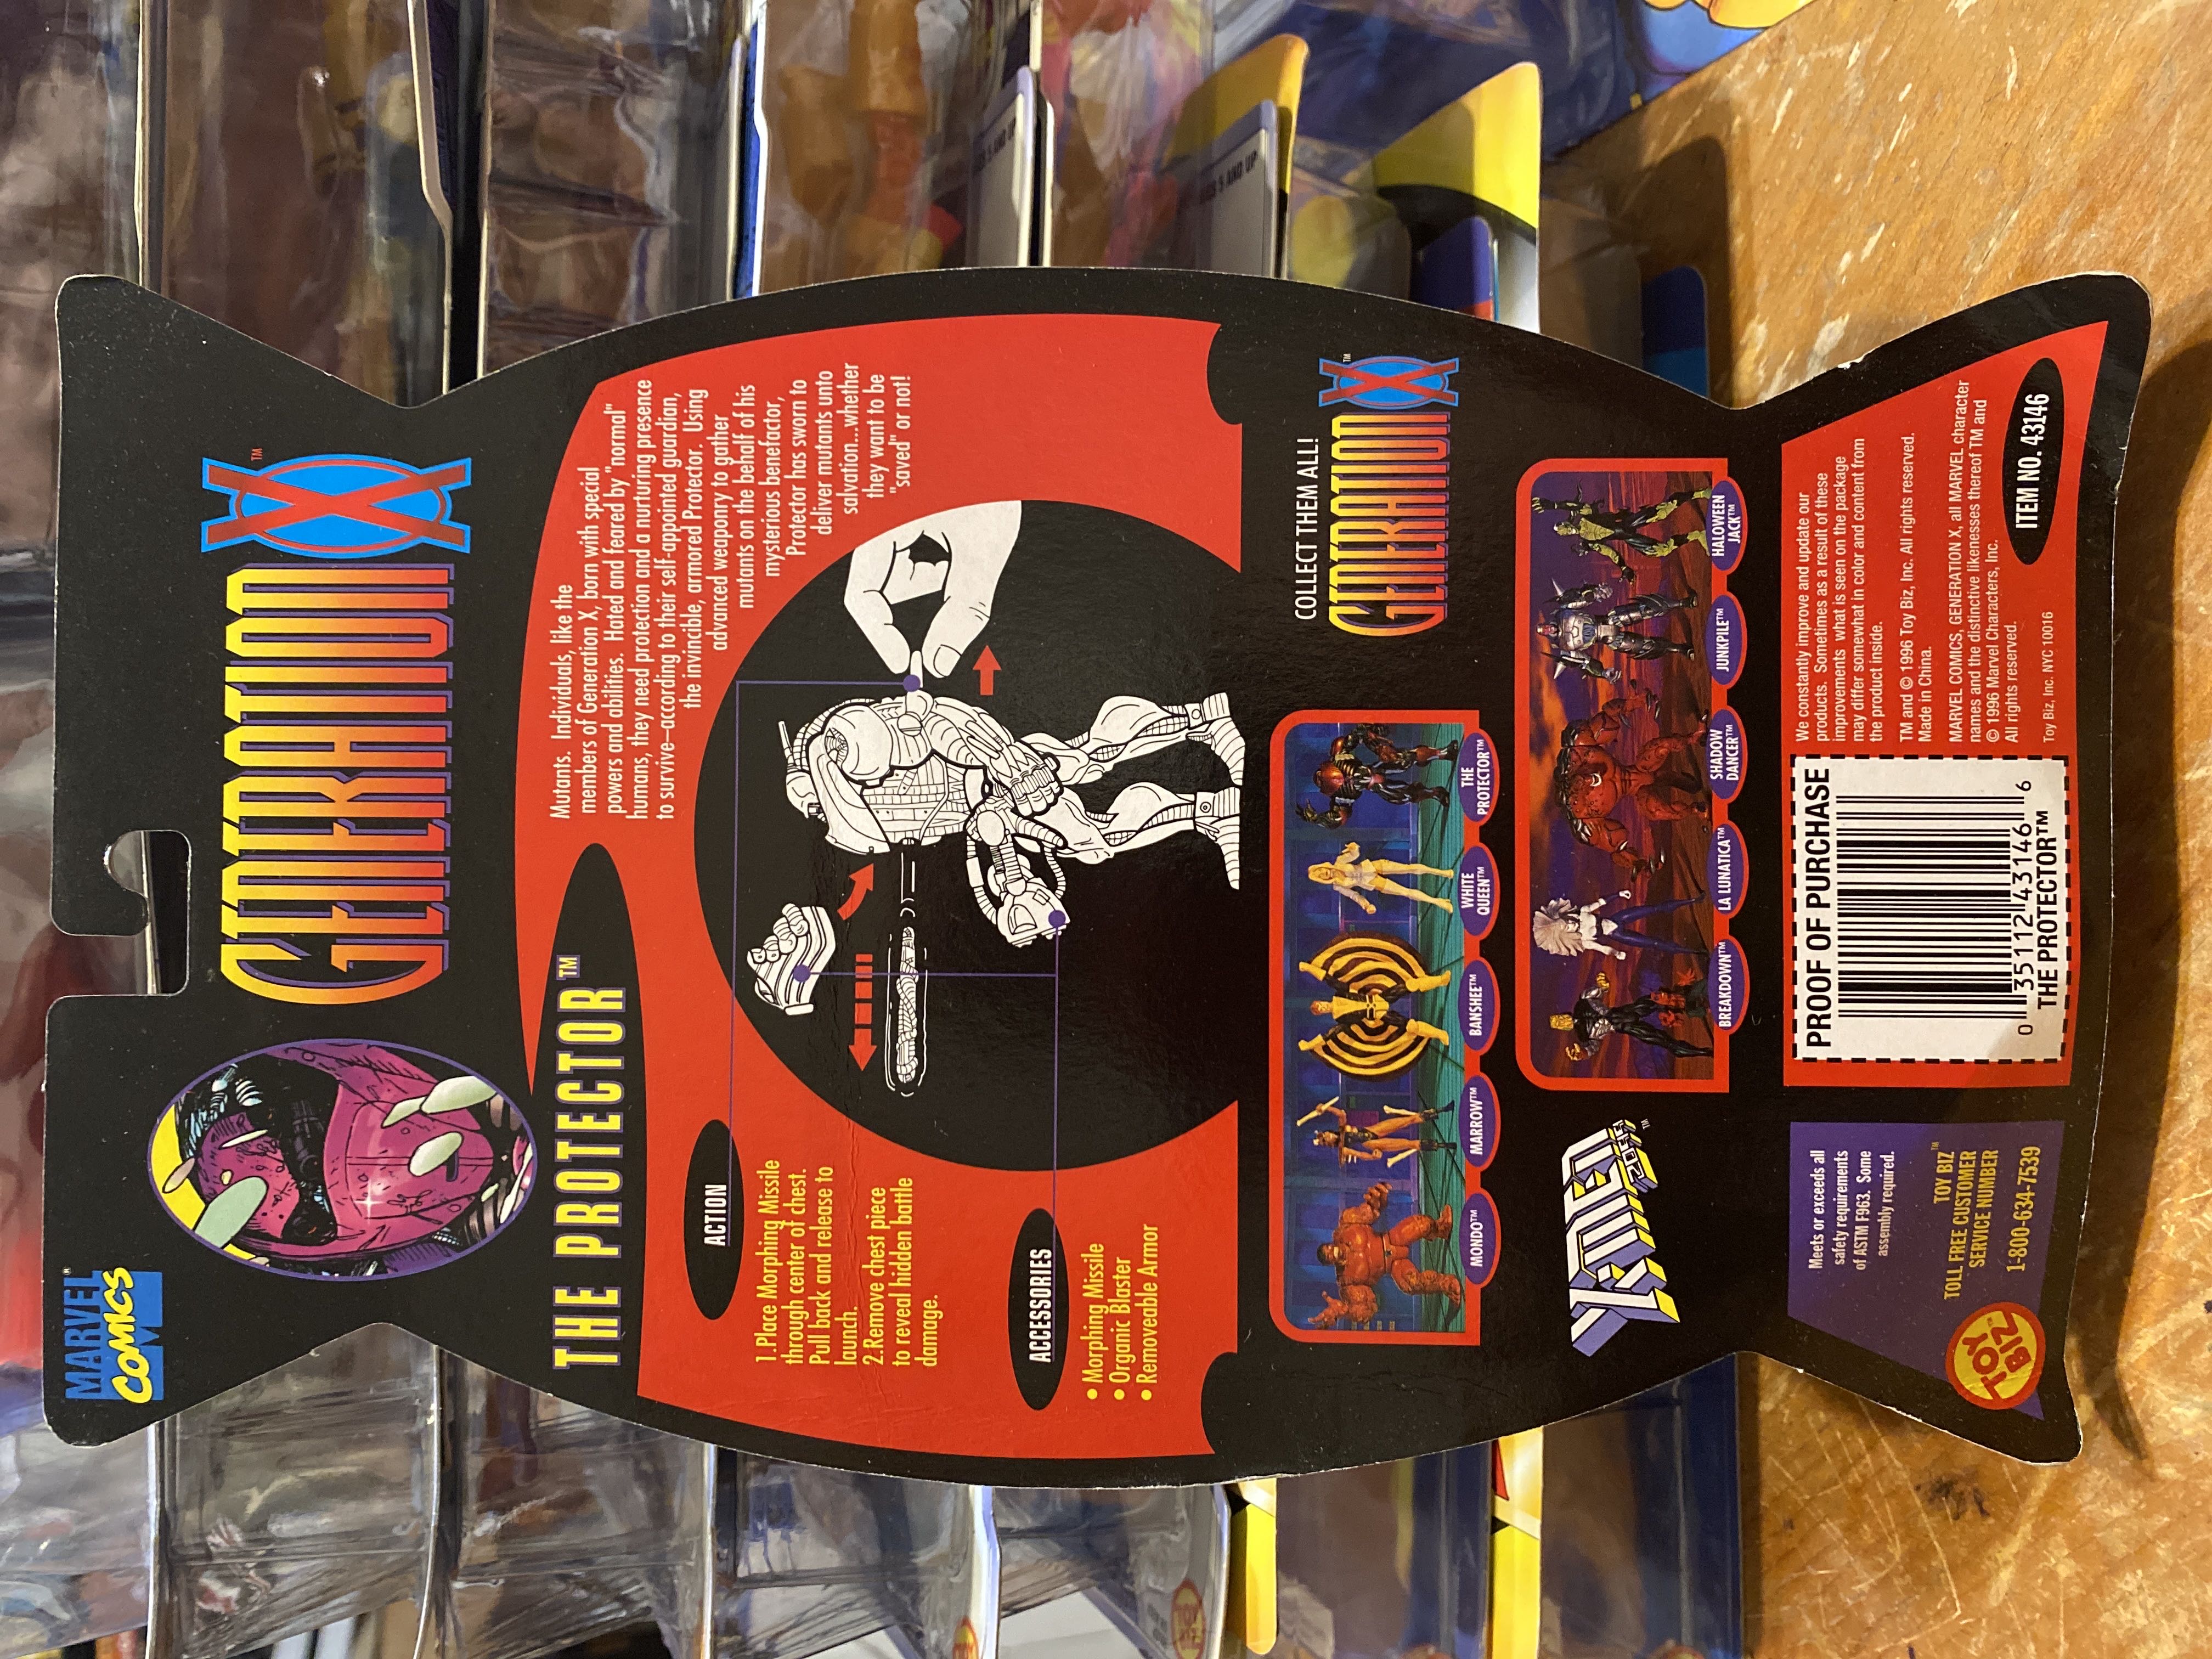 MARVEL®
COMICS
GENERATION X™
THE PROTECTOR™
Mutants. Individuals, like the
members of Generation X, born with special
powers and abilities. Hated and feared by "normal"
humans, they need protection and a nurturing presence
to survive–according to their self-appointed guardian,
the invincible, armored Protector. Using
advanced weaponry to gather
mutants on the behalf of his
mysterious benefactor,
Protector has sworn to
deliver mutants unto
salvation...whether
they want to be
"saved" or not!
ACTION
1.Place Morphing Missile
through center of chest.
Pull back and release to
launch.
2.Remove chest piece
to reveal hidden battle
damage.
ACCESSORIES
• Morphing Missile
• Organic Blaster
• Removeable Armor
COLLECT THEM ALL!
GENERATION X™
MONDO™
MARROW™
BANSHEE™
WHITE
QUEEN™
THE
PROTECTOR™
X-MEN
2099™
BREAKDOWN™
LA LUNATICA™
SHADOW
DANCER™
JUNKPILE™
HALOWEEN
JACK™
Meets or exceeds all
safety requirements
of ASTM F963. Some
assembly required.
TOY BIZ™
TOLL FREE CUSTOMER
SERVICE NUMBER
1-800-634-7539
TOY
BIZ
PROOF OF PURCHASE
0 35112 43146 6
THE PROTECTOR™
We constantly improve and update our
products. Sometimes as a result of these
improvements what is seen on the package
may differ somewhat in color and content from
the product inside.
TM and © 1996 Toy Biz, Inc. All rights reserved.
Made in China.
MARVEL COMICS, GENERATION X, all MARVEL character
names and the distinctive likenesses thereof TM and
© 1996 Marvel Characters, Inc.
All rights reserved.
Toy Biz, Inc. NYC 10016
ITEM NO. 43146
5 AND UP
5 AND UP